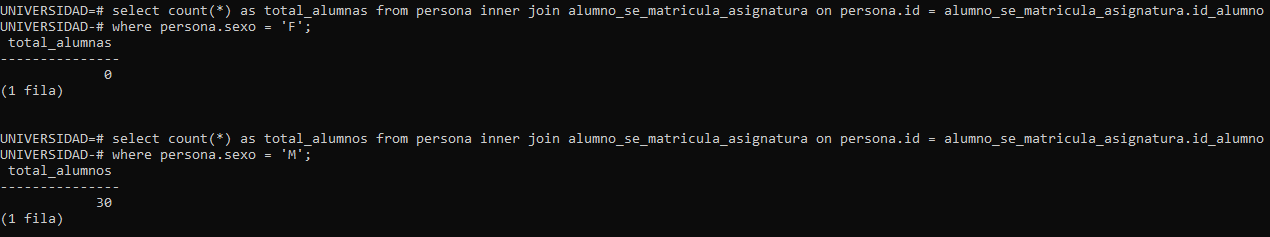 UNIVERSIDAD=# select count(*) as total_alumnas from persona inner join alumno_se_matricula_asignatura on persona.id = alumno_se_matricula_asignatura.id_alumno
UNIVERSIDAD-# where persona.sexo = 'F';
 total_alumnas
---------------
             0
(1 fila)

UNIVERSIDAD=# select count(*) as total_alumnos from persona inner join alumno_se_matricula_asignatura on persona.id = alumno_se_matricula_asignatura.id_alumno
UNIVERSIDAD-# where persona.sexo = 'M';
 total_alumnos
---------------
            30
(1 fila)